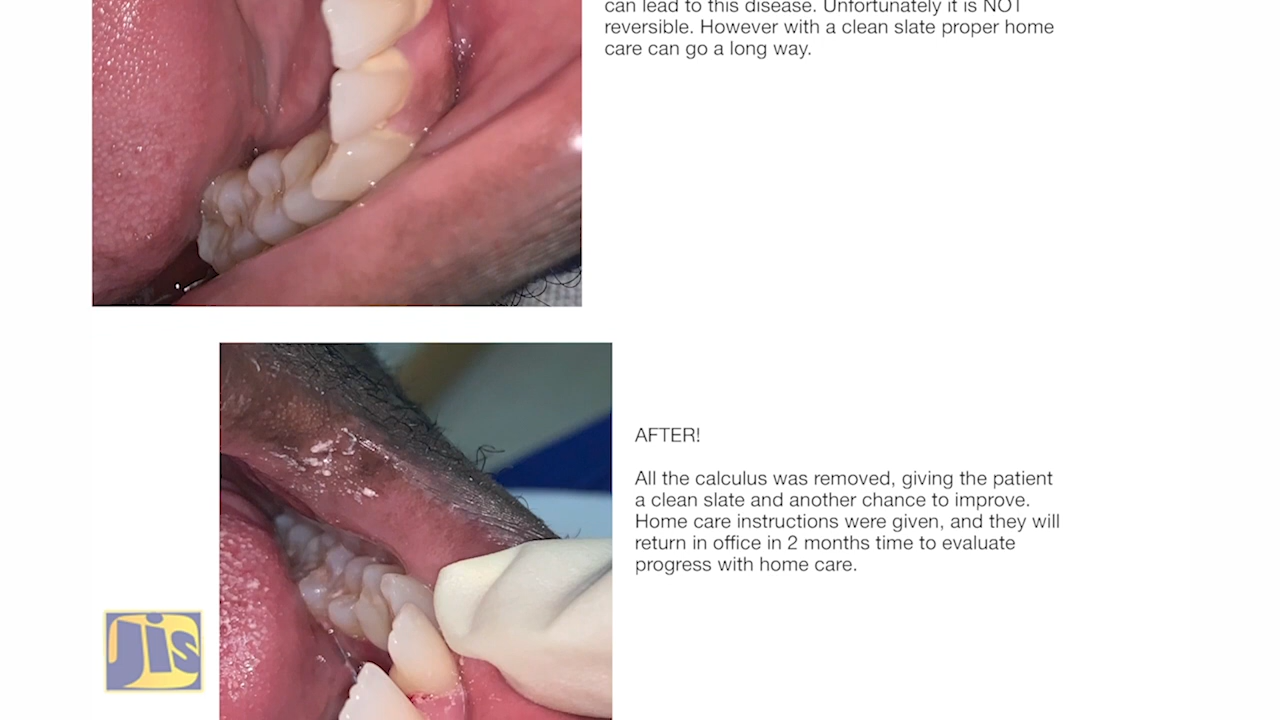 can lead to this disease. Unfortunately it is NOT
reversible. However with a clean slate proper home
care can go a long way.
AFTER!
All the calculus was removed, giving the patient
a clean slate and another chance to improve.
Home care instructions were given, and they will
return in office in 2 months time to evaluate
progress with home care.
Jis